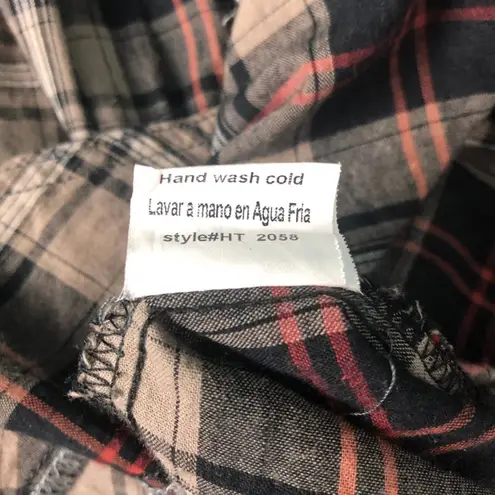 Hand wash cold
Lavar a mano en Agua Fria
style#HT 2058